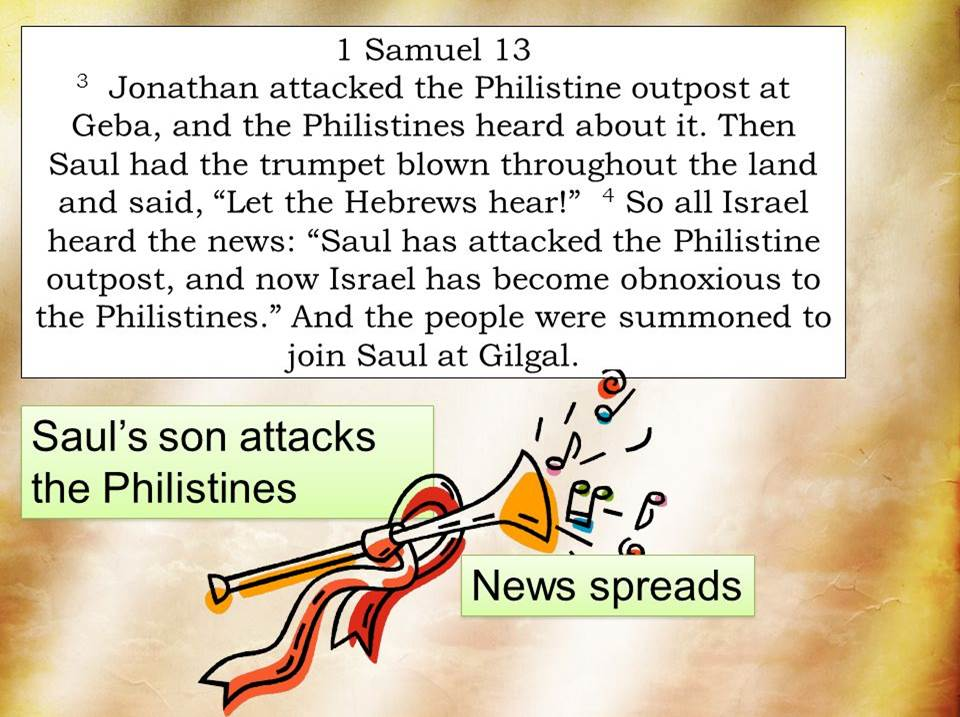 1 Samuel 13
3 Jonathan attacked the Philistine outpost at
Geba, and the Philistines heard about it. Then
Saul had the trumpet blown throughout the land
and said, “Let the Hebrews hear!” 4 So all Israel
heard the news: “Saul has attacked the Philistine
outpost, and now Israel has become obnoxious to
the Philistines.” And the people were summoned to
join Saul at Gilgal.
Saul’s son attacks
the Philistines
News spreads